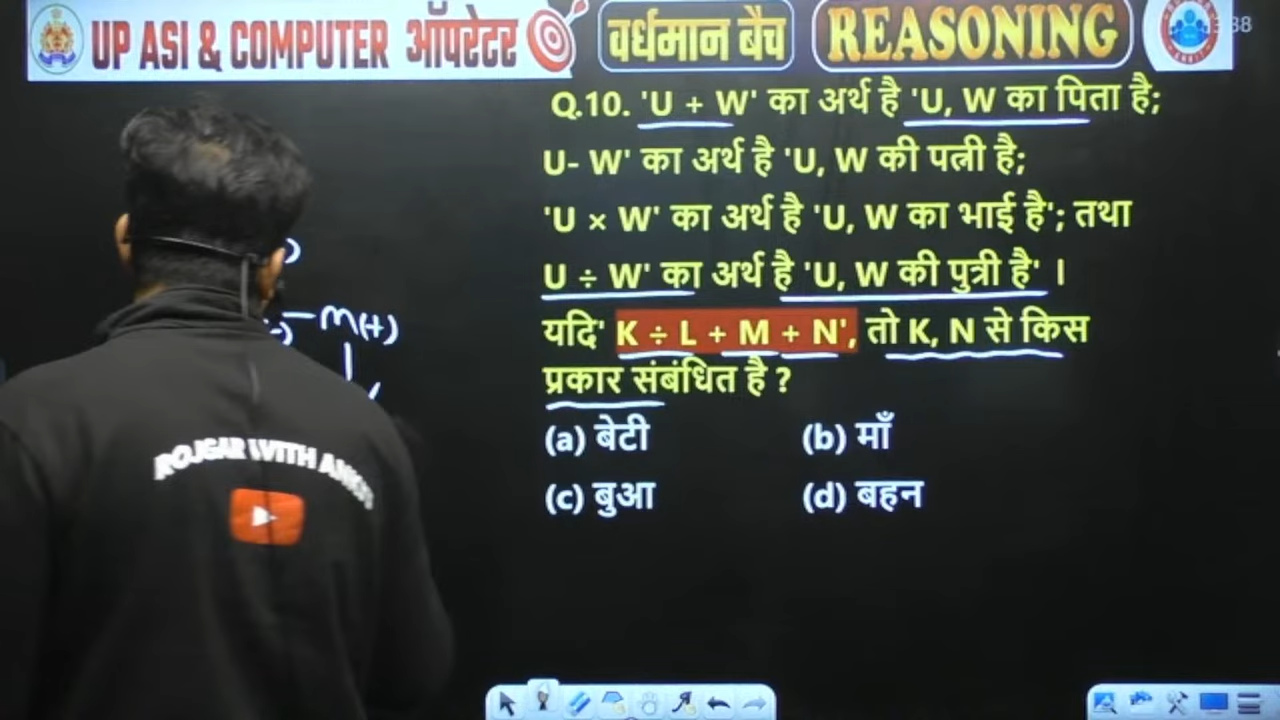 UP ASI & COMPUTER ऑपरेटर
वर्धमान बैच
REASONING
Q.10. 'U + W' का अर्थ है 'U, W का पिता है;
U- W' का अर्थ है 'U, W की पत्नी है;
'U × W' का अर्थ है 'U, W का भाई है'; तथा
U ÷ W' का अर्थ है 'U, W की पुत्री है' ।
यदि' K ÷ L + M + N', तो K, N से किस
प्रकार संबंधित है ?
(a) बेटी (b) माँ
(c) बुआ (d) बहन
M(+)
ROJGAR WITH